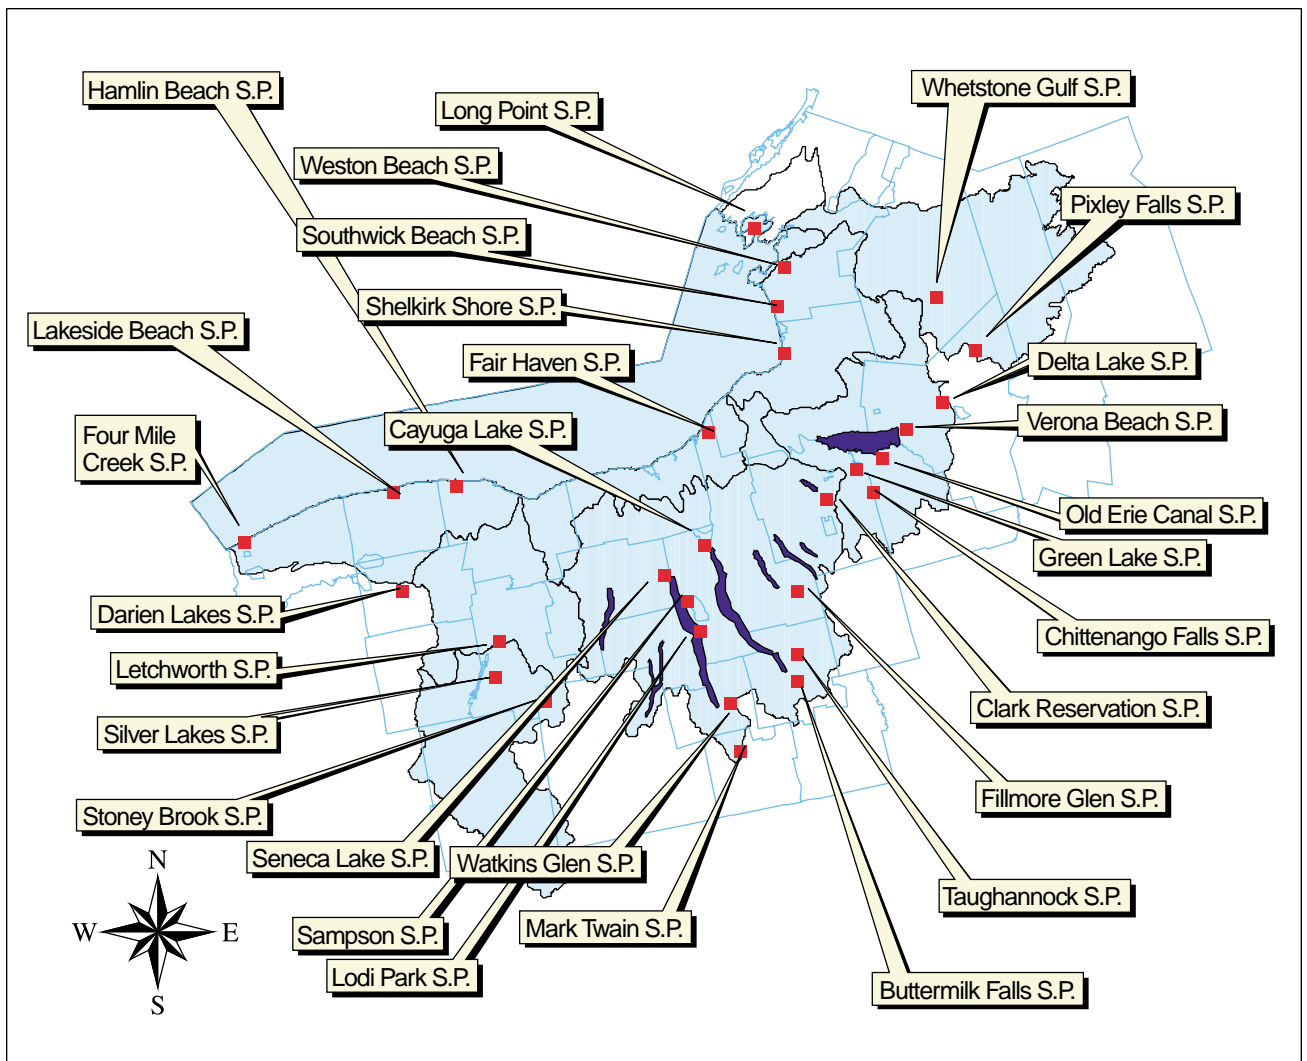 Hamlin Beach S.P.
Long Point S.P.
Whetstone Gulf S.P.
Weston Beach S.P.
Pixley Falls S.P.
Southwick Beach S.P.
Shelkirk Shore S.P.
Lakeside Beach S.P.
Fair Haven S.P.
Delta Lake S.P.
Cayuga Lake S.P.
Verona Beach S.P.
Four Mile
Creek S.P.
Old Erie Canal S.P.
Green Lake S.P.
Darien Lakes S.P.
Chittenango Falls S.P.
Letchworth S.P.
Clark Reservation S.P.
Silver Lakes S.P.
Fillmore Glen S.P.
Stoney Brook S.P.
Seneca Lake S.P.
Watkins Glen S.P.
Taughannock S.P.
Sampson S.P.
Mark Twain S.P.
Lodi Park S.P.
Buttermilk Falls S.P.
N
W
E
S